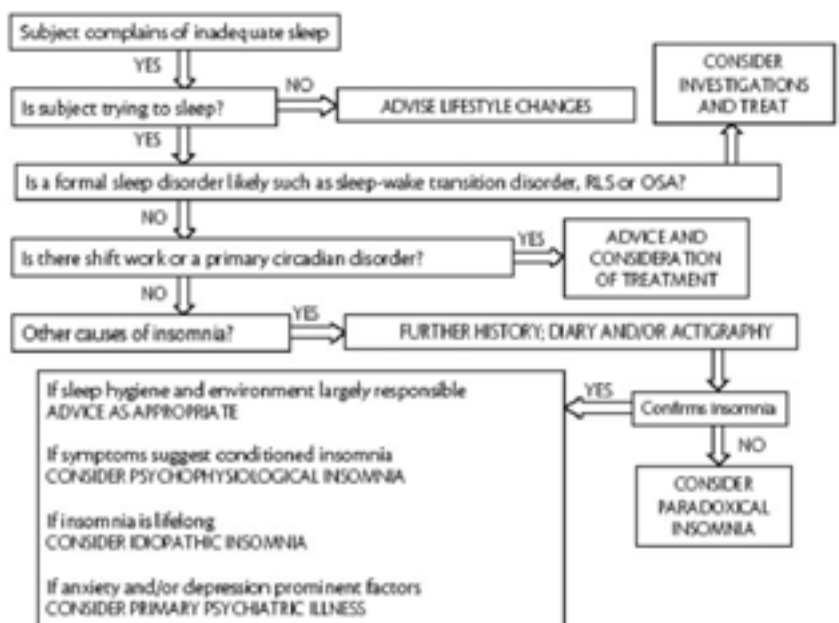 Subject complains of inadequate sleep
YES
Is subject trying to sleep?
NO
ADVISE LIFESTYLE CHANGES
CONSIDER
INVESTIGATIONS
AND TREAT
YES
Is a formal sleep disorder likely such as sleep-wake transition disorder, RLS or OSA?
NO
Is there shift work or a primary circadian disorder?
YES
ADVICE AND
CONSIDERATION
OF TREATMENT
NO
Other causes of insomnia?
YES
FURTHER HISTORY; DIARY AND/OR ACTIGRAPHY
Confirms insomnia
YES
NO
CONSIDER
PARADOXICAL
INSOMNIA
If sleep hygiene and environment largely responsible
ADVICE AS APPROPRIATE
If symptoms suggest conditioned insomnia
CONSIDER PSYCHOPHYSIOLOGICAL INSOMNIA
If insomnia is lifelong
CONSIDER IDIOPATHIC INSOMNIA
If anxiety and/or depression prominent factors
CONSIDER PRIMARY PSYCHIATRIC ILLNESS